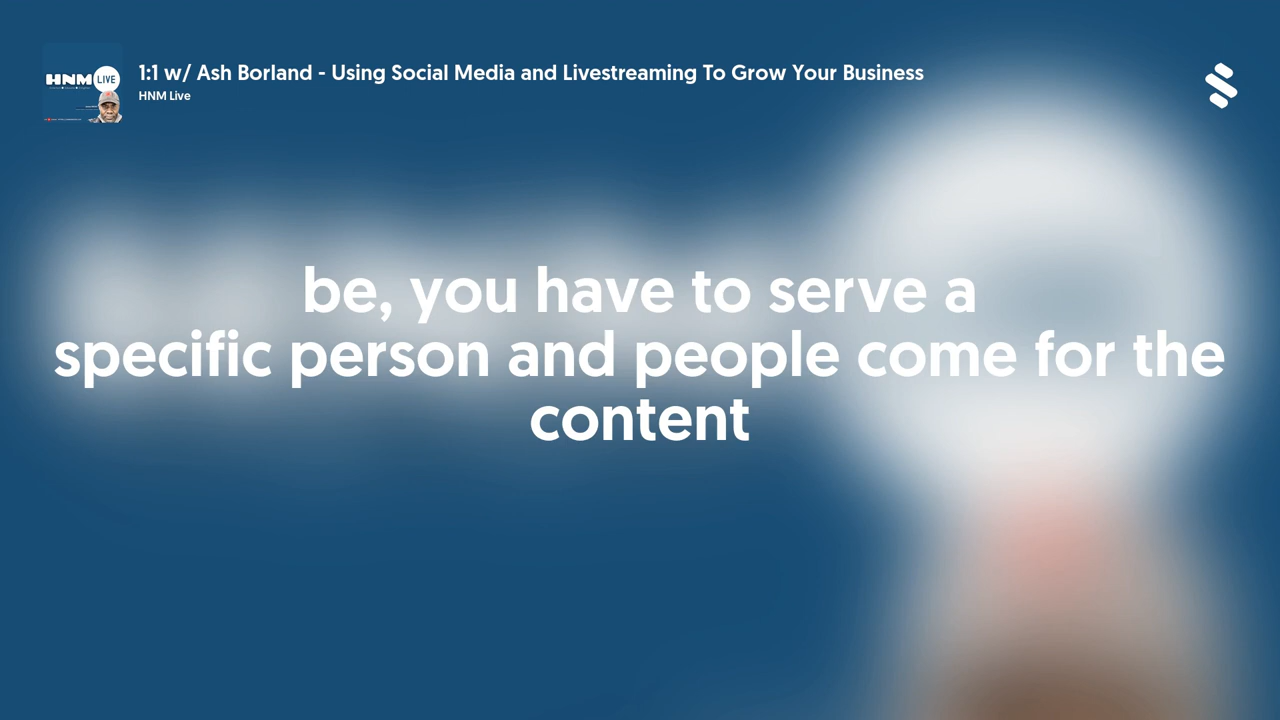 HNM LIVE
1:1 w/ Ash Borland - Using Social Media and Livestreaming To Grow Your Business
HNM Live
be, you have to serve a
specific person and people come for the
content